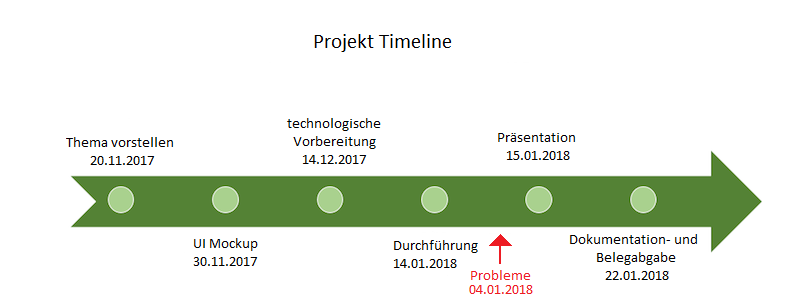 Projekt Timeline
Thema vorstellen
20.11.2017
UI Mockup
30.11.2017
technologische
Vorbereitung
14.12.2017
Durchführung
14.01.2018
Probleme
04.01.2018
Präsentation
15.01.2018
Dokumentation- und
Belegabgabe
22.01.2018